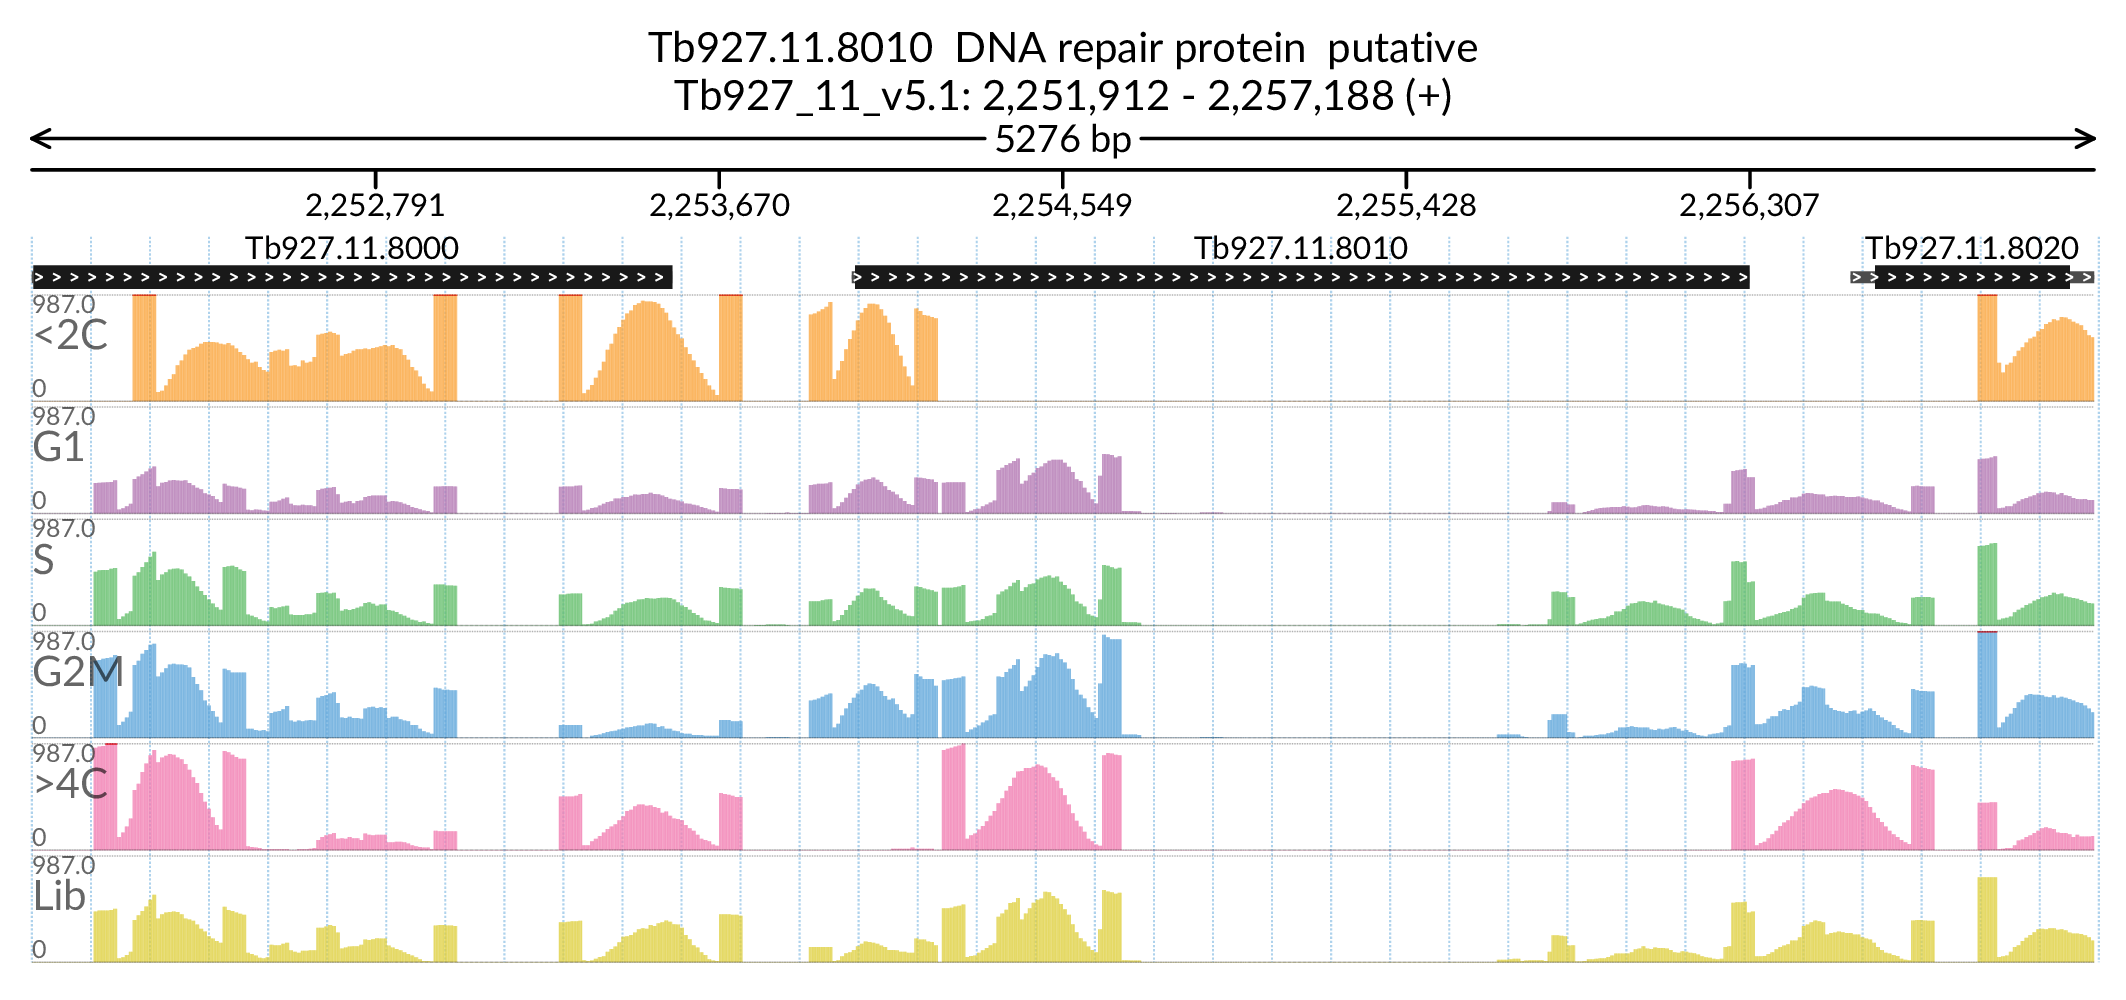 Tb927.11.8010  DNA repair protein  putative
Tb927_11_v5.1: 2,251,912 - 2,257,188 (+)
5276 bp
2,252,791 2,253,670 2,254,549 2,255,428 2,256,307
Tb927.11.8000 Tb927.11.8010 Tb927.11.8020
987.0
<2C
0
987.0
G1
0
987.0
S
0
987.0
G2M
0
987.0
>4C
0
987.0
Lib
0